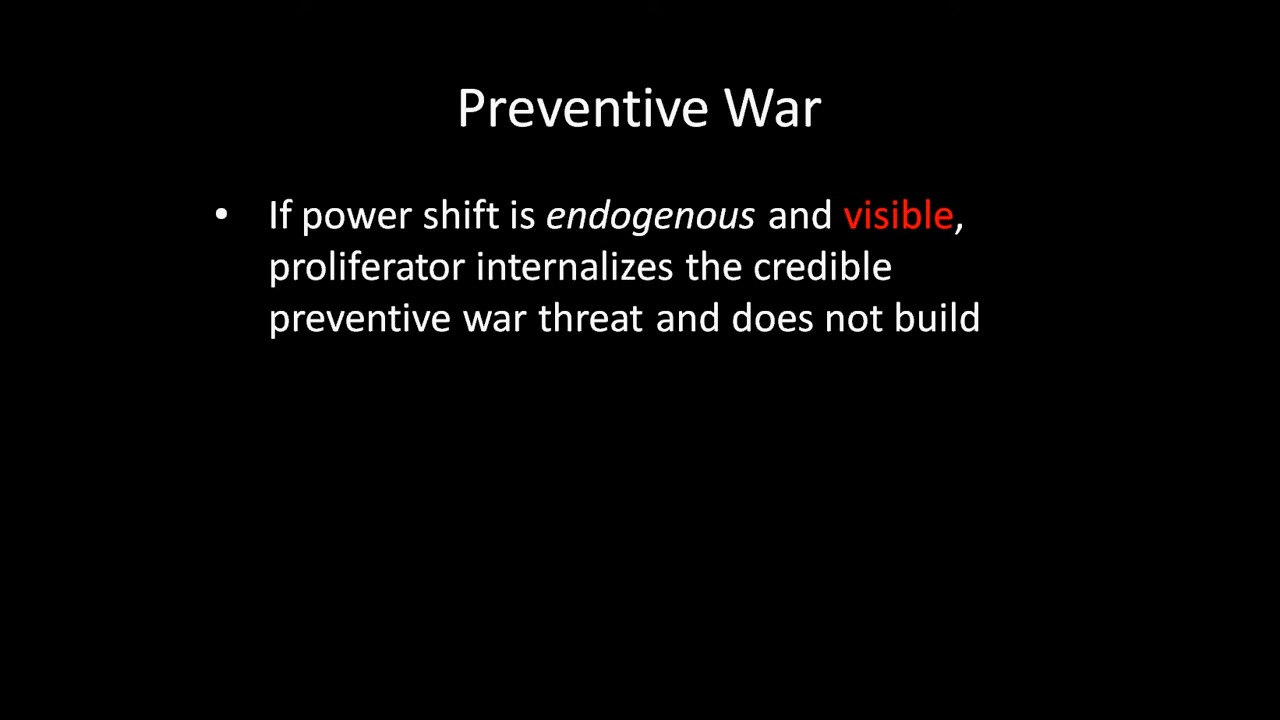 Preventive War
• If power shift is endogenous and visible,
proliferator internalizes the credible
preventive war threat and does not build